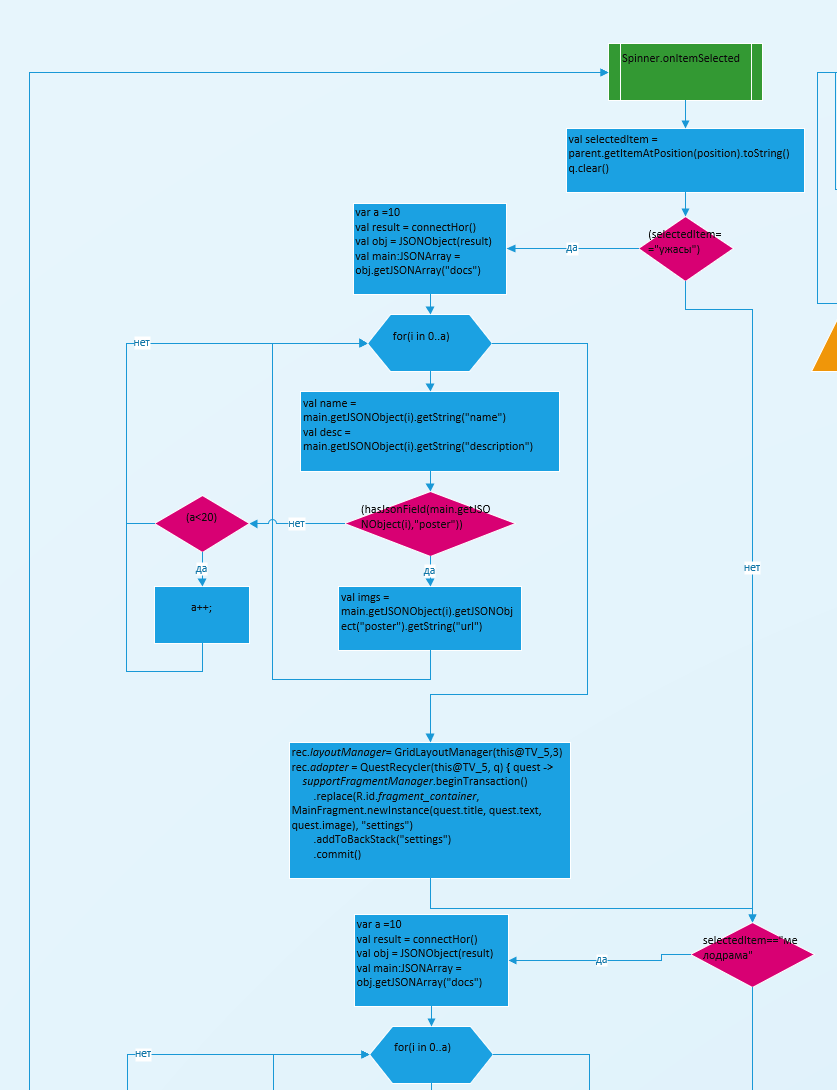 Spinner.onItemSelected
val selectedItem =
parent.getItemAtPosition(position).toString()
q.clear()
(selectedItem=
="ужасы")
да
var a =10
val result = connectHor()
val obj = JSONObject(result)
val main:JSONArray =
obj.getJSONArray("docs")
for(i in 0..a)
нет
val name =
main.getJSONObject(i).getString("name")
val desc =
main.getJSONObject(i).getString("description")
(hasJsonField(main.getJSO
NObject(i),"poster"))
нет
(a<20)
да
да
нет
a++;
val imgs =
main.getJSONObject(i).getJSONObj
ect("poster").getString("url")
rec.layoutManager= GridLayoutManager(this@TV_5,3)
rec.adapter = QuestRecycler(this@TV_5, q) { quest ->
supportFragmentManager.beginTransaction()
.replace(R.id.fragment_container,
MainFragment.newInstance(quest.title, quest.text,
quest.image), "settings")
.addToBackStack("settings")
.commit()
selectedItem=="ме
лодрама"
да
var a =10
val result = connectHor()
val obj = JSONObject(result)
val main:JSONArray =
obj.getJSONArray("docs")
for(i in 0..a)
нет